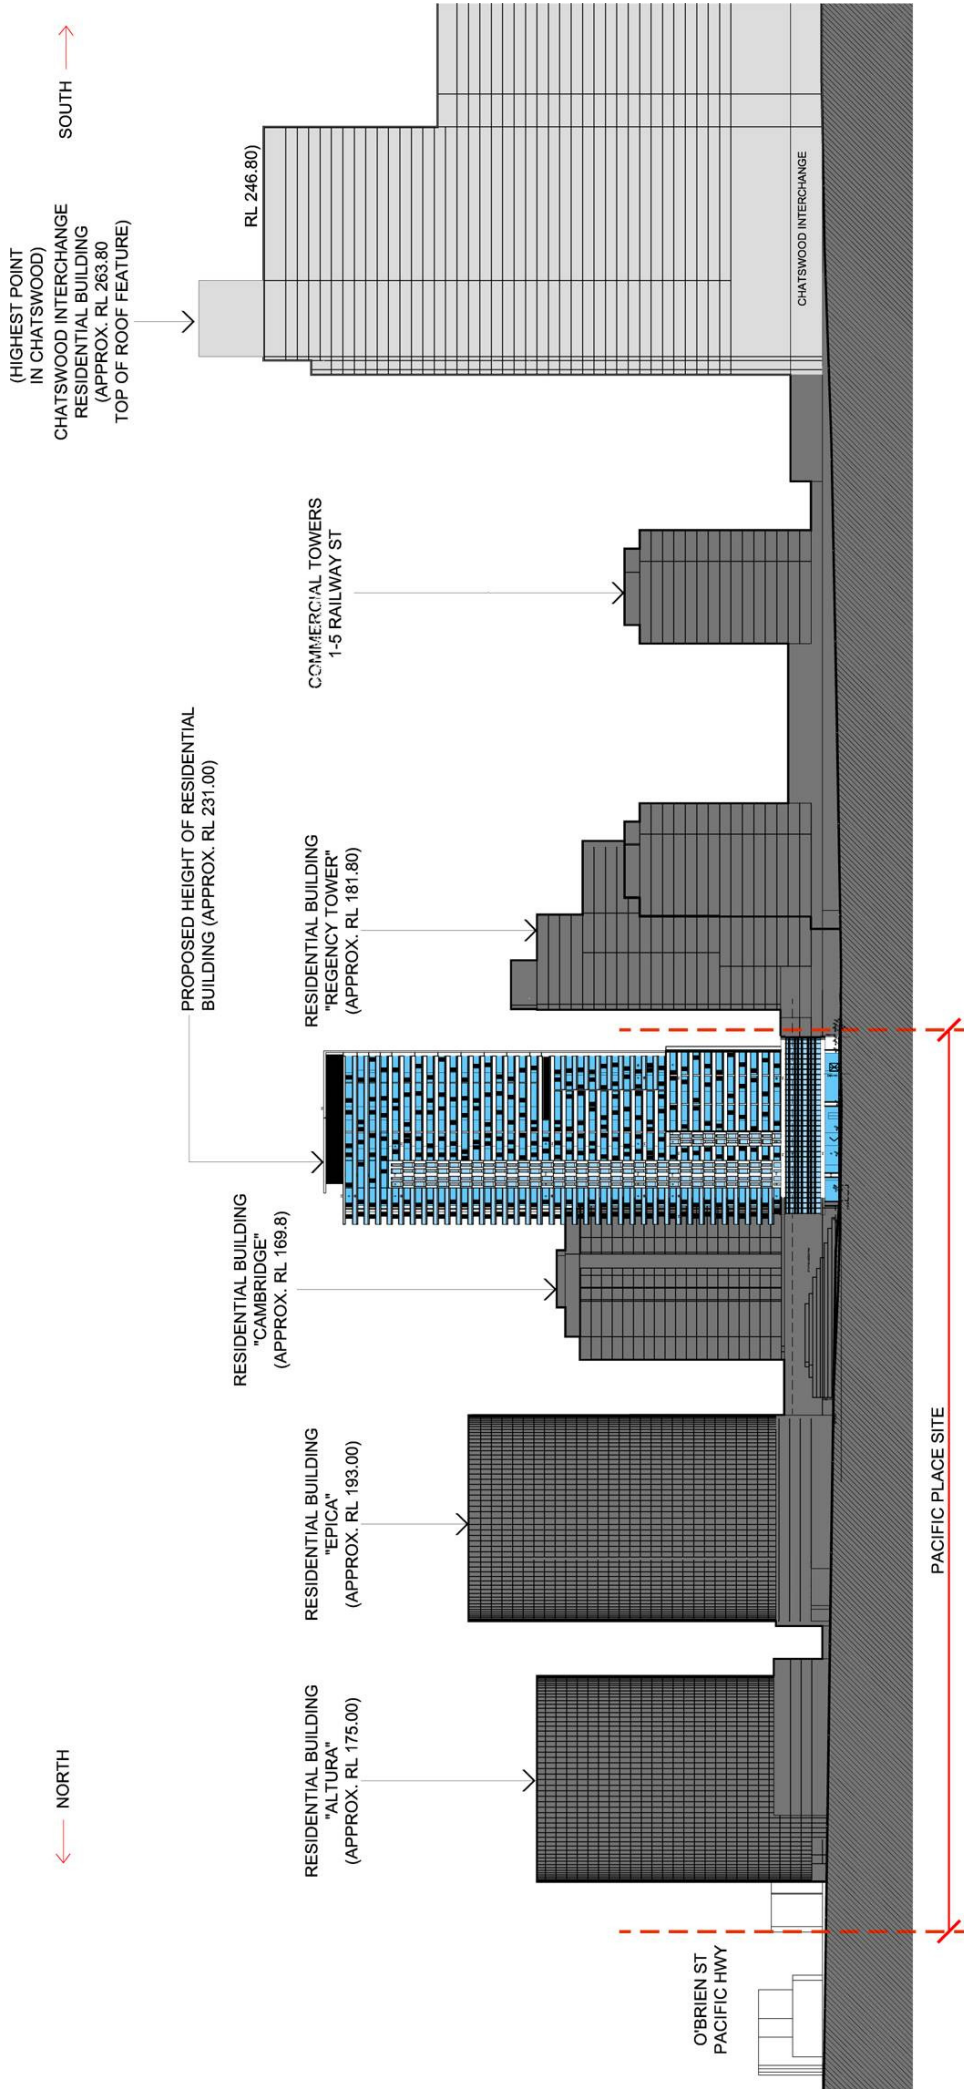 NORTH
SOUTH
(HIGHEST POINT
IN CHATSWOOD)
CHATSWOOD INTERCHANGE
RESIDENTIAL BUILDING
(APPROX. RL 263.80
TOP OF ROOF FEATURE)
RL 246.80)
PROPOSED HEIGHT OF RESIDENTIAL
BUILDING (APPROX. RL 231.00)
RESIDENTIAL BUILDING
"ALTURA"
(APPROX. RL 175.00)
RESIDENTIAL BUILDING
"EPICA"
(APPROX. RL 193.00)
RESIDENTIAL BUILDING
"CAMBRIDGE"
(APPROX. RL 169.8)
RESIDENTIAL BUILDING
"REGENCY TOWER"
(APPROX. RL 181.80)
COMMERCIAL TOWERS
1-5 RAILWAY ST
CHATSWOOD INTERCHANGE
O'BRIEN ST
PACIFIC HWY
PACIFIC PLACE SITE